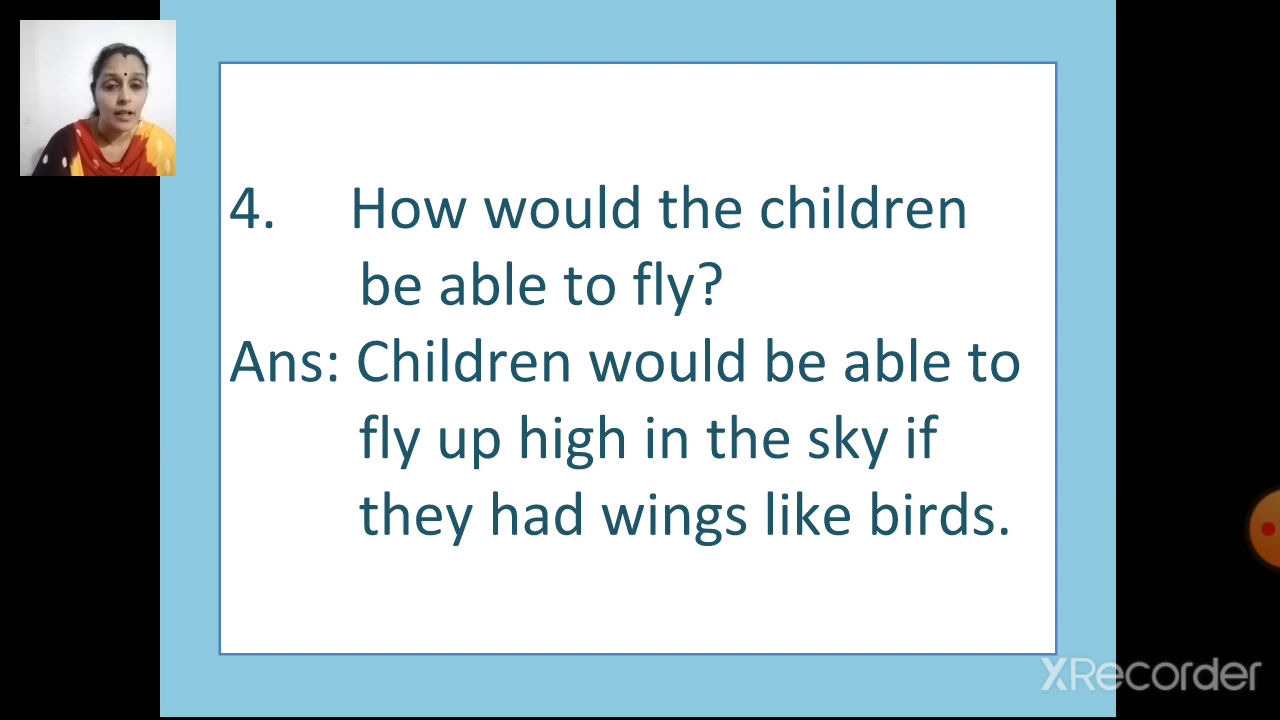 4. How would the children
be able to fly?
Ans: Children would be able to
fly up high in the sky if
they had wings like birds.
XRecorder